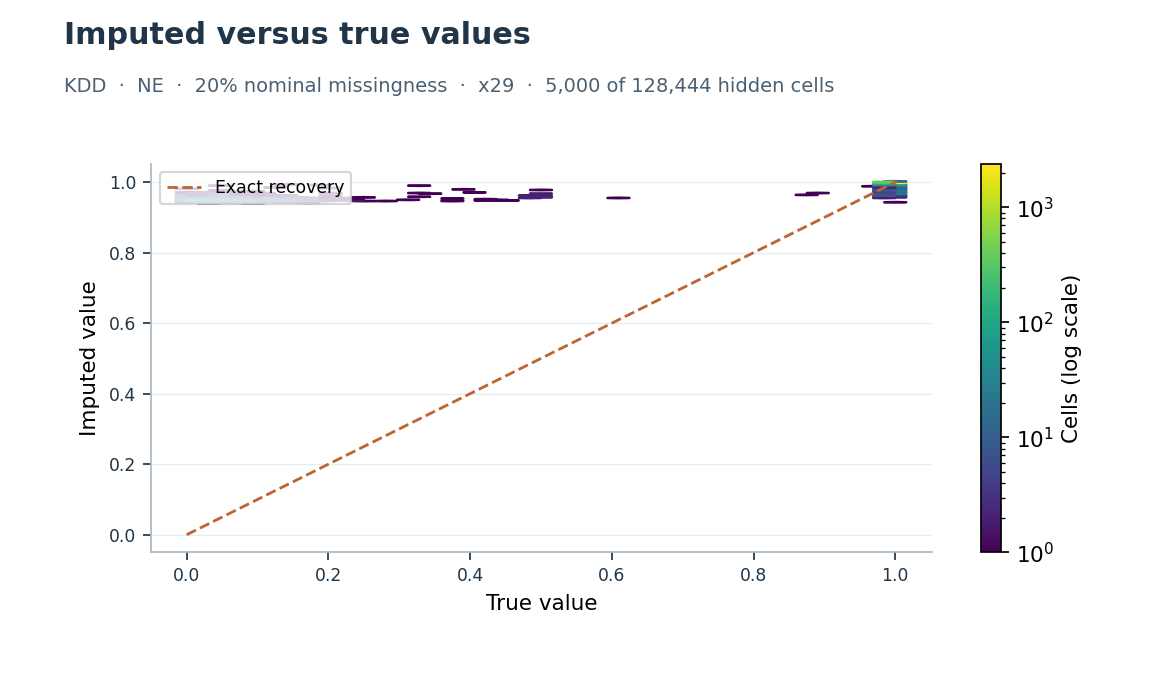 Imputed versus true values
KDD · NE · 20% nominal missingness · x29 · 5,000 of 128,444 hidden cells
Exact recovery
1.0
0.8
0.6
0.4
0.2
0.0
Imputed value
0.0 0.2 0.4 0.6 0.8 1.0
True value
10³
10²
10¹
10⁰
Cells (log scale)